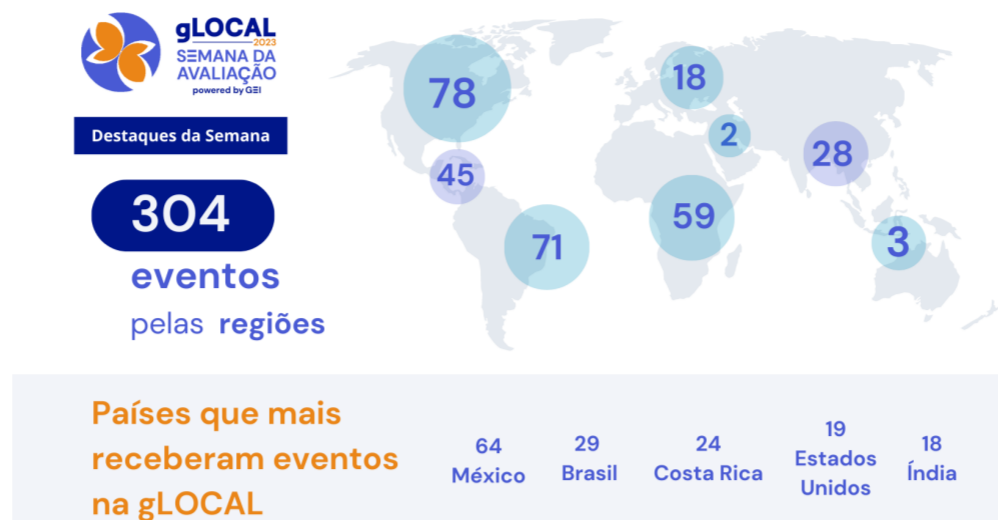 gLOCAL
2023
SEMANA DA
AVALIAÇÃO
powered by GEI
Destaques da Semana
304
eventos
pelas regiões
78
18
2
28
45
59
71
3
Países que mais
receberam eventos
na gLOCAL
64
México
29
Brasil
24
Costa Rica
19
Estados
Unidos
18
Índia